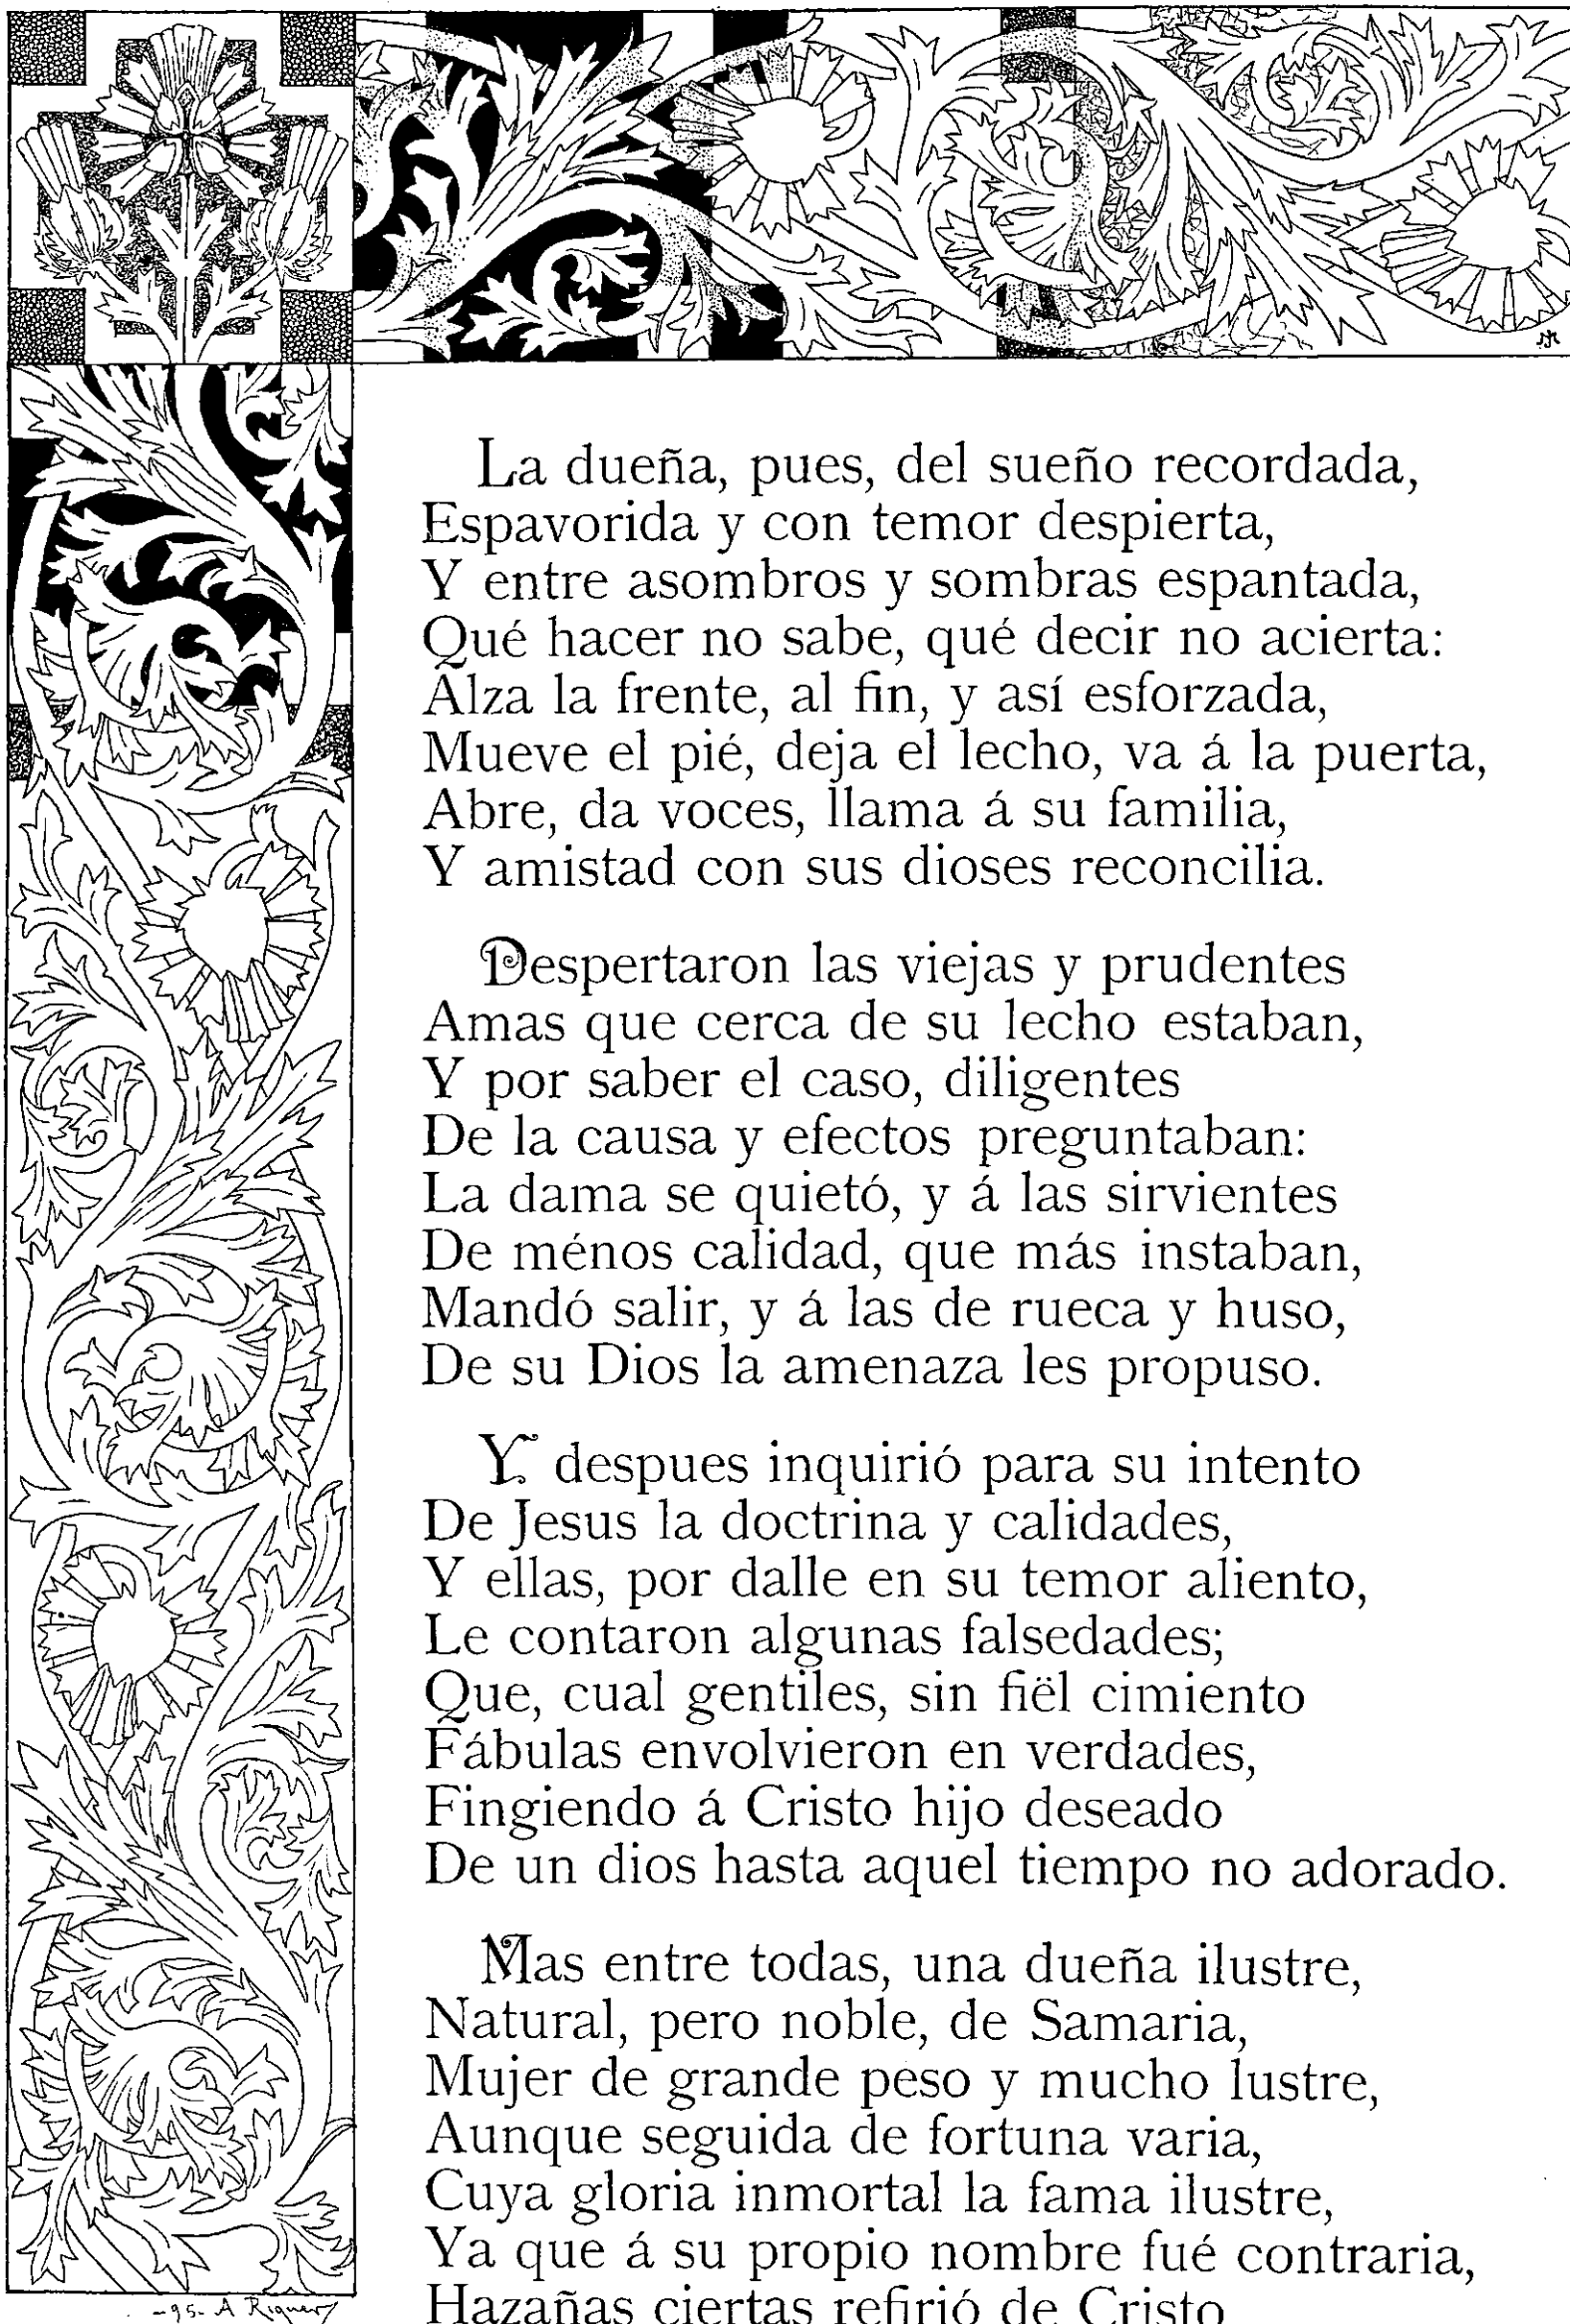 La dueña, pues, del sueño recordada,
Espavorida y con temor despierta,
Y entre asombros y sombras espantada,
Qué hacer no sabe, qué decir no acierta:
Alza la frente, al fin, y así esforzada,
Mueve el pié, deja el lecho, va á la puerta,
Abre, da voces, llama á su familia,
Y amistad con sus dioses reconcilia.
Despertaron las viejas y prudentes
Amas que cerca de su lecho estaban,
Y por saber el caso, diligentes
De la causa y efectos preguntaban:
La dama se quietó, y á las sirvientes
De ménos calidad, que más instaban,
Mandó salir, y á las de rueca y huso,
De su Dios la amenaza les propuso.
Y despues inquirió para su intento
De Jesus la doctrina y calidades,
Y ellas, por dalle en su temor aliento,
Le contaron algunas falsedades;
Que, cual gentiles, sin fiël cimiento
Fábulas envolvieron en verdades,
Fingiendo á Cristo hijo deseado
De un dios hasta aquel tiempo no adorado.
Mas entre todas, una dueña ilustre,
Natural, pero noble, de Samaria,
Mujer de grande peso y mucho lustre,
Aunque seguida de fortuna varia,
Cuya gloria inmortal la fama ilustre,
Ya que á su propio nombre fué contraria,
Hazañas ciertas refirió de Cristo
-95- A Riquer